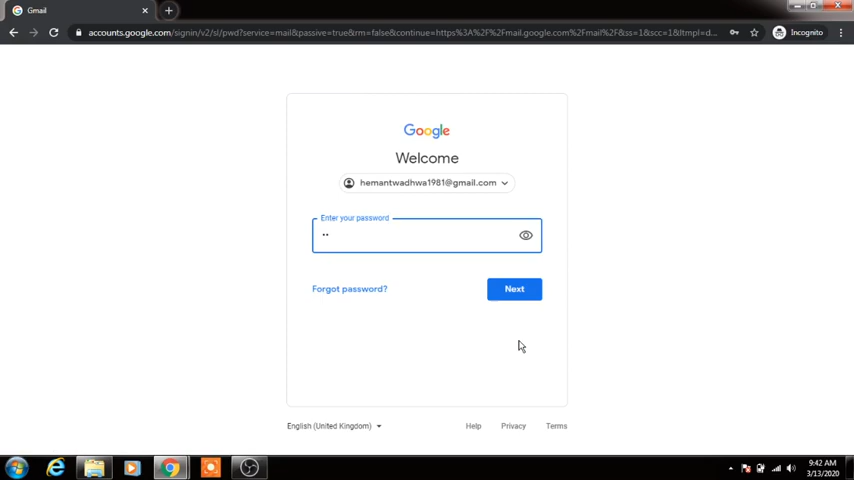 Gmail
accounts.google.com/signin/v2/sl/pwd?service=mail&passive=true&rm=false&continue=https%3A%2F%2Fmail.google.com%2Fmail%2F&ss=1&scc=1&ltmpl=d...
Incognito
Google
Welcome
hemantwadhwa1981@gmail.com
Enter your password
••
Forgot password?
Next
English (United Kingdom)
Help
Privacy
Terms
9:42 AM
3/13/2020